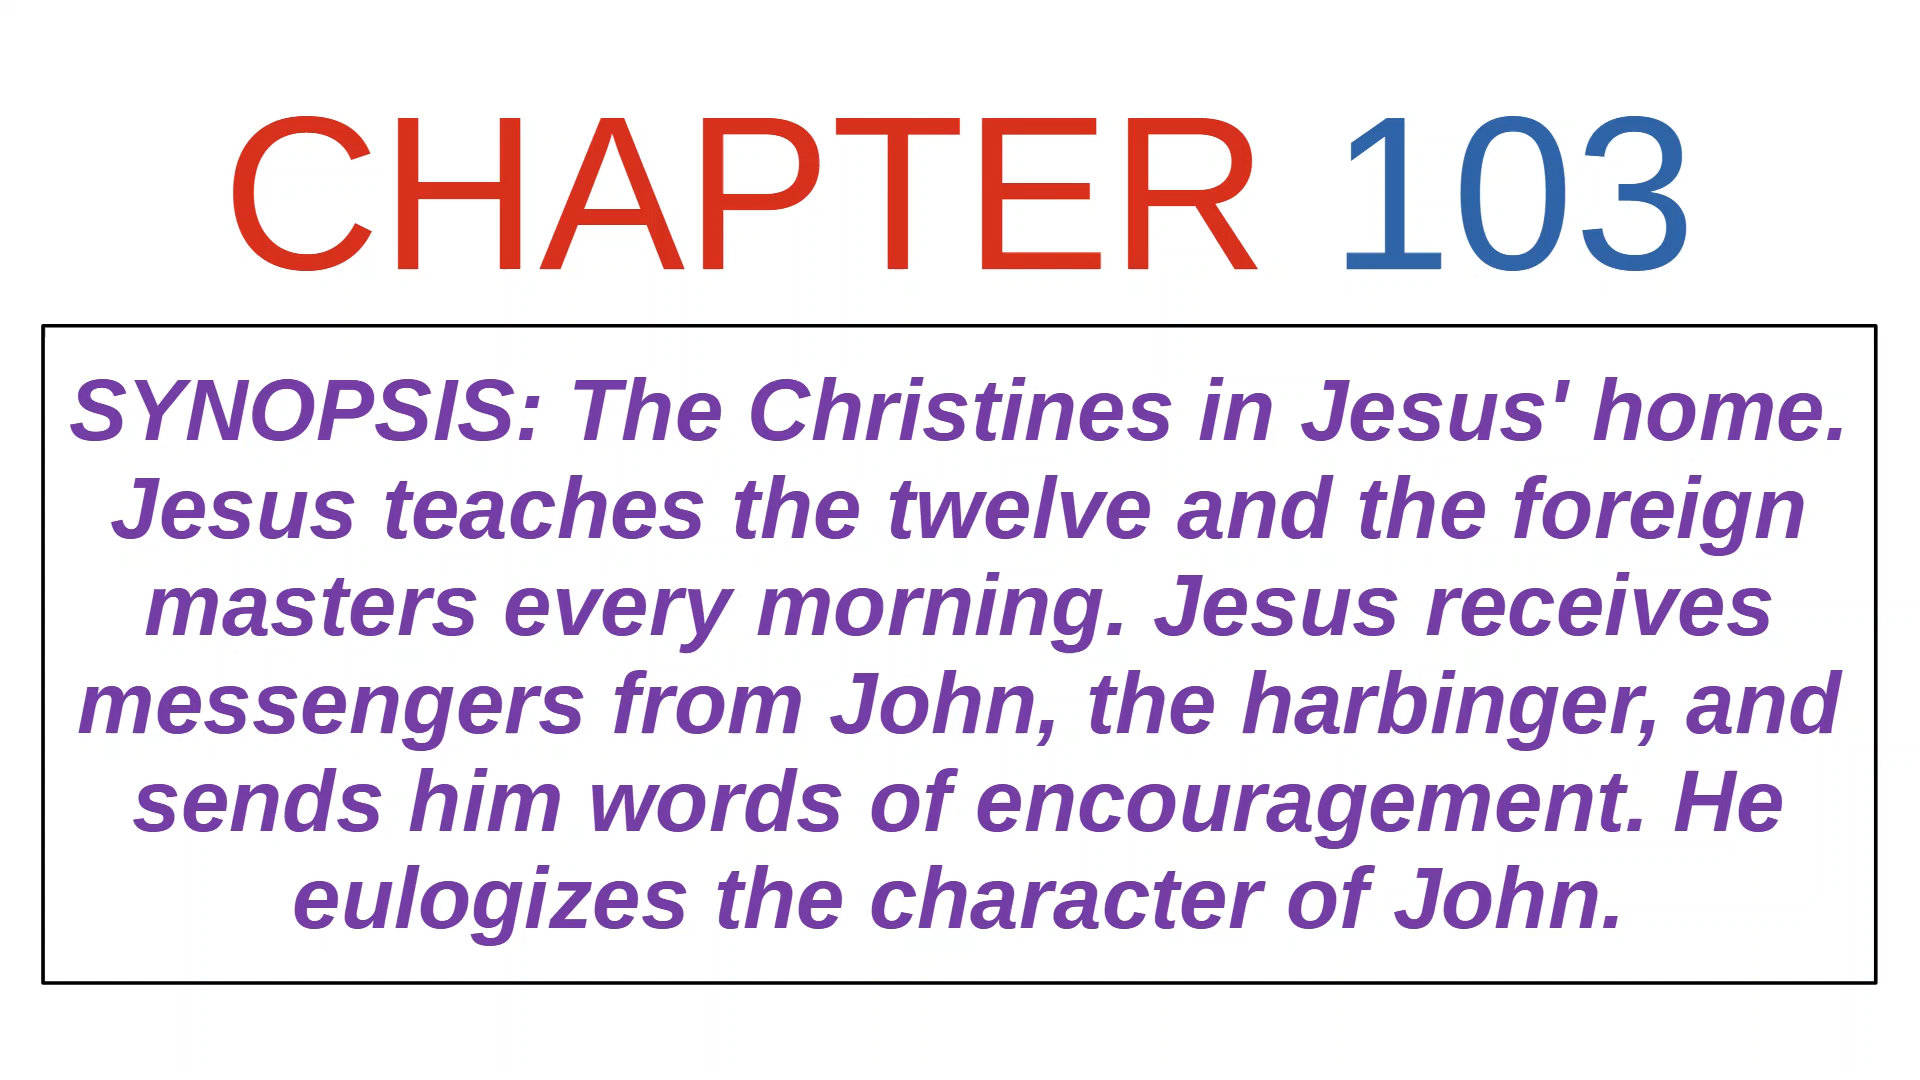 CHAPTER 103
SYNOPSIS: The Christines in Jesus' home.
Jesus teaches the twelve and the foreign
masters every morning. Jesus receives
messengers from John, the harbinger, and
sends him words of encouragement. He
eulogizes the character of John.